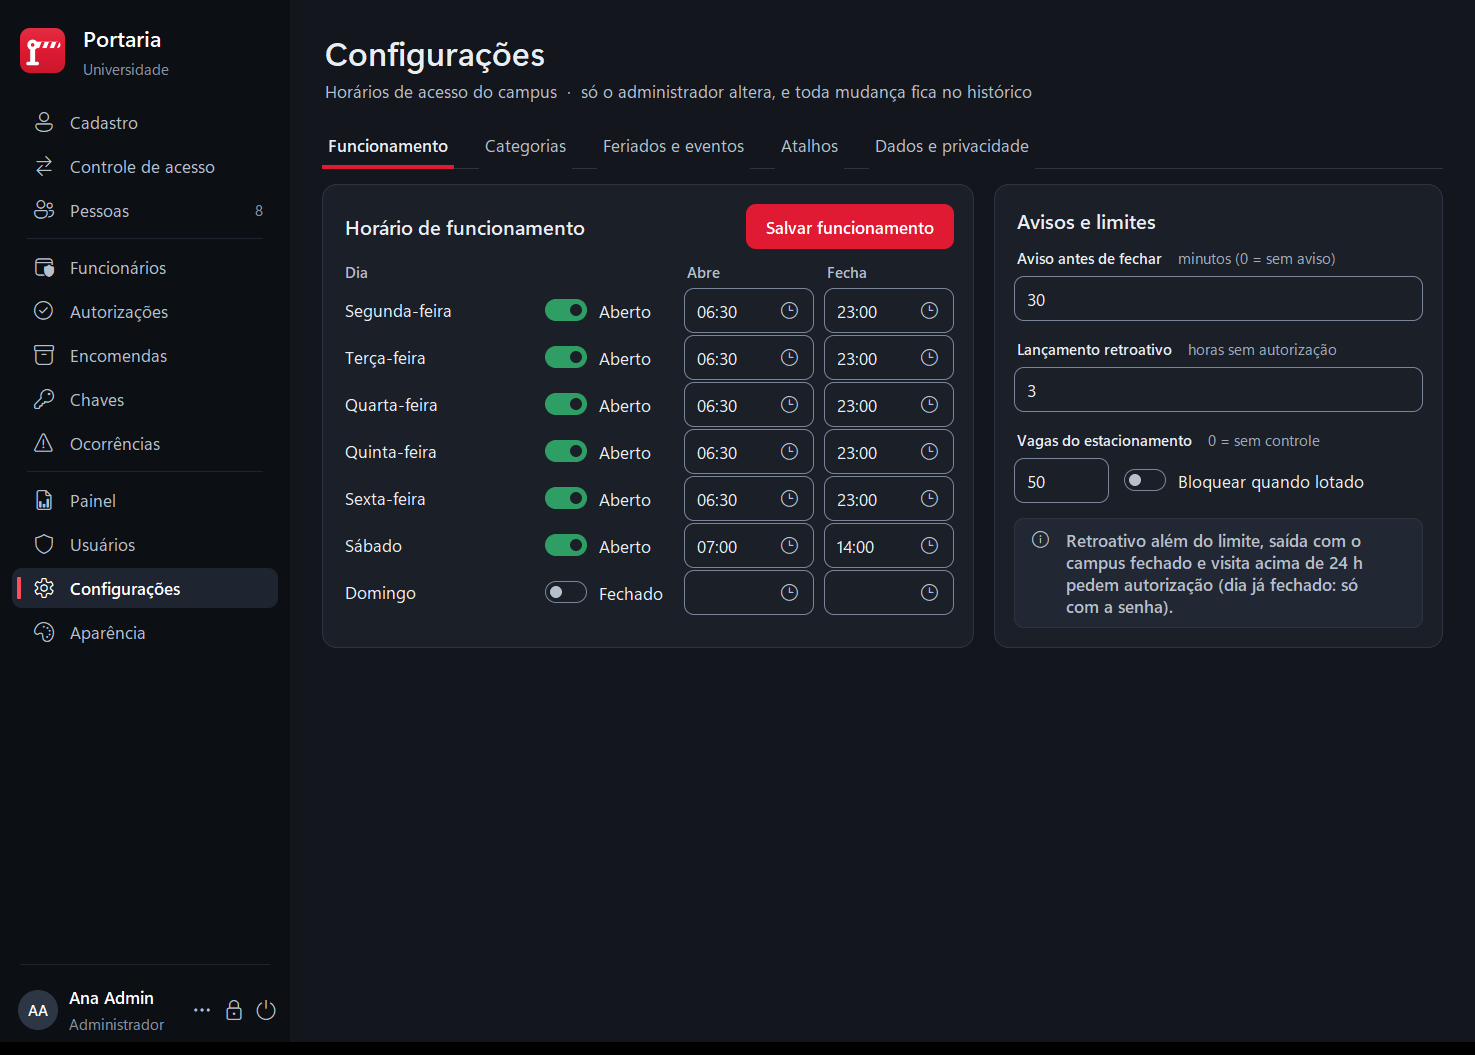 Portaria
Universidade
Cadastro
Controle de acesso
Pessoas 8
Funcionários
Autorizações
Encomendas
Chaves
Ocorrências
Painel
Usuários
Configurações
Aparência
AA
Ana Admin
Administrador
Configurações
Horários de acesso do campus · só o administrador altera, e toda mudança fica no histórico
Funcionamento Categorias Feriados e eventos Atalhos Dados e privacidade
Horário de funcionamento
Salvar funcionamento
Dia Abre Fecha
Segunda-feira Aberto 06:30 23:00
Terça-feira Aberto 06:30 23:00
Quarta-feira Aberto 06:30 23:00
Quinta-feira Aberto 06:30 23:00
Sexta-feira Aberto 06:30 23:00
Sábado Aberto 07:00 14:00
Domingo Fechado
Avisos e limites
Aviso antes de fechar minutos (0 = sem aviso)
30
Lançamento retroativo horas sem autorização
3
Vagas do estacionamento 0 = sem controle
50 Bloquear quando lotado
Retroativo além do limite, saída com o
campus fechado e visita acima de 24 h
pedem autorização (dia já fechado: só
com a senha).